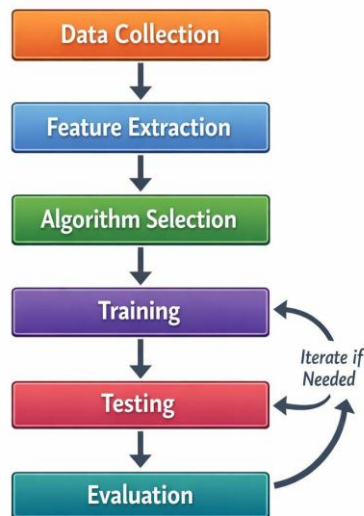 Data Collection
Feature Extraction
Algorithm Selection
Training
Iterate if
Needed
Testing
Evaluation